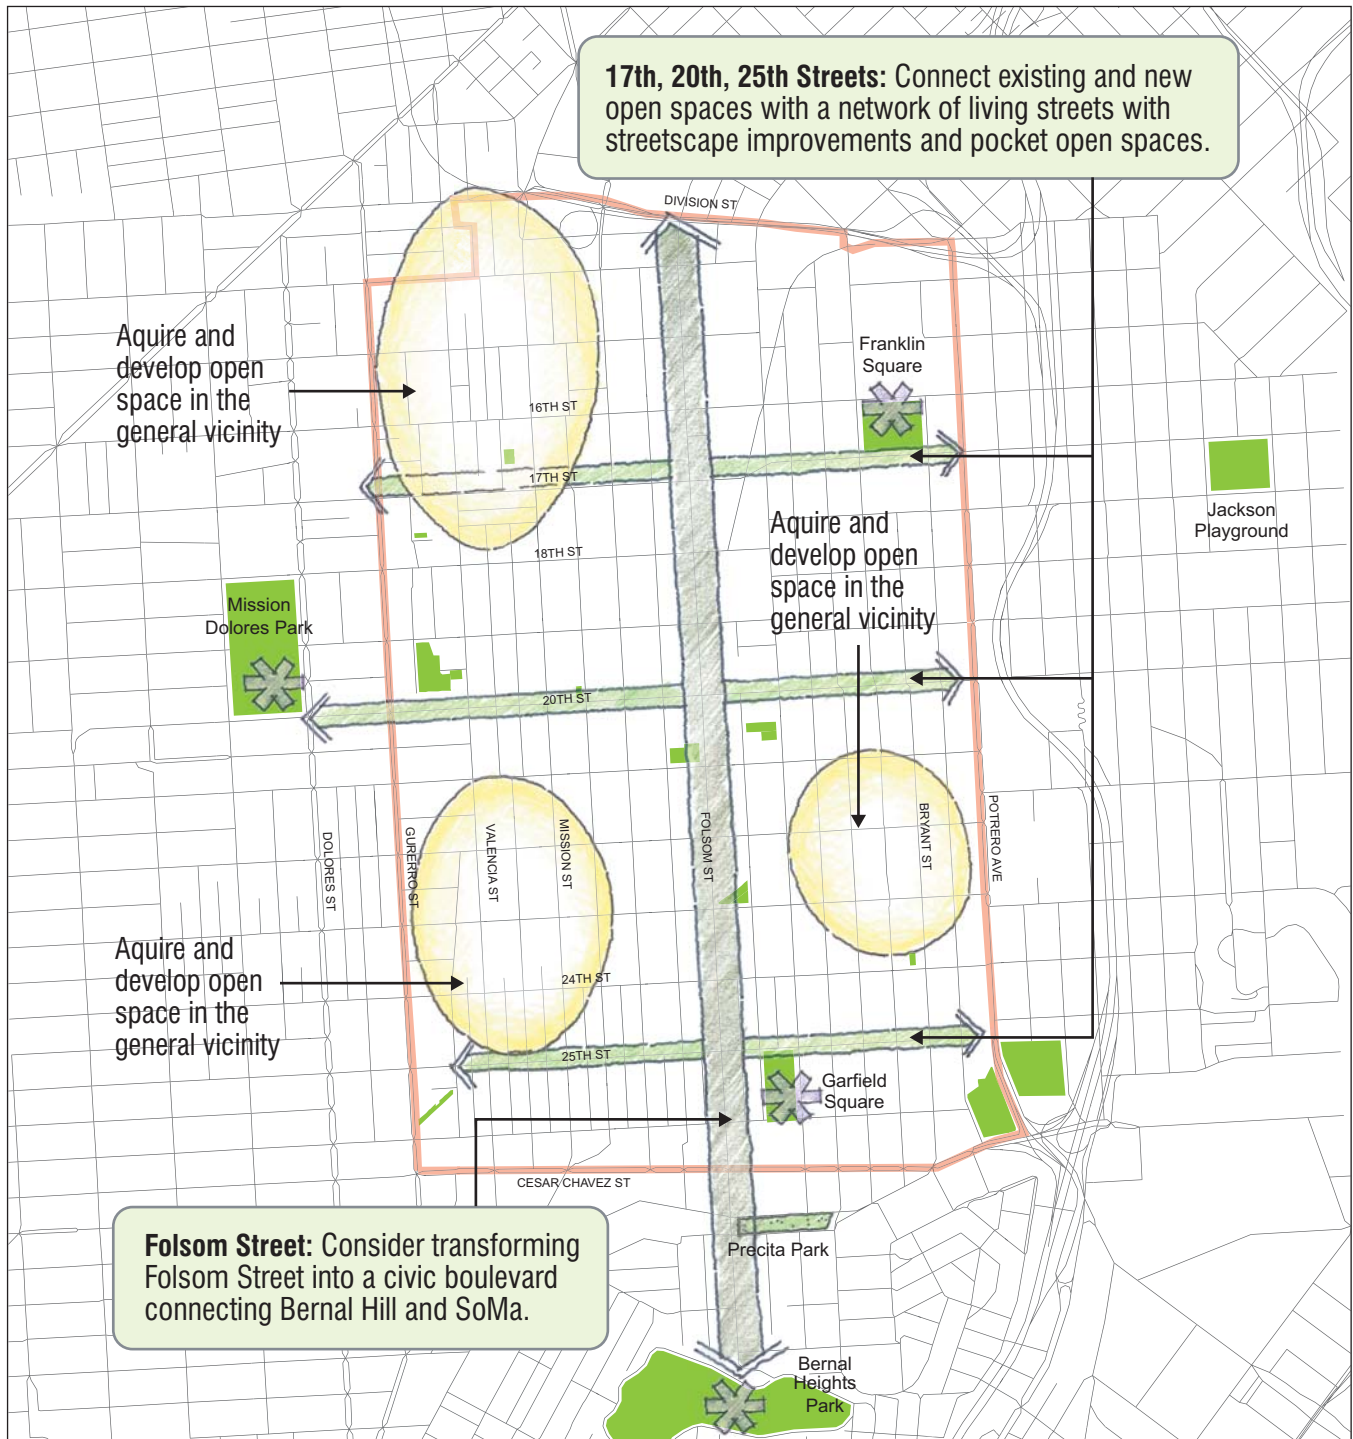 17th, 20th, 25th Streets: Connect existing and new
open spaces with a network of living streets with
streetscape improvements and pocket open spaces.
DIVISION ST
Aquire and
develop open
space in the
general vicinity
Franklin
Square
16TH ST
17TH ST
18TH ST
Jackson
Playground
Aquire and
develop open
space in the
general vicinity
Mission
Dolores Park
20TH ST
DOLORES ST
GURERRO ST
VALENCIA ST
MISSION ST
FOLSOM ST
BRYANT ST
POTRERO AVE
Aquire and
develop open
space in the
general vicinity
24TH ST
25TH ST
Garfield
Square
CESAR CHAVEZ ST
Folsom Street: Consider transforming
Folsom Street into a civic boulevard
connecting Bernal Hill and SoMa.
Precita Park
Bernal
Heights
Park